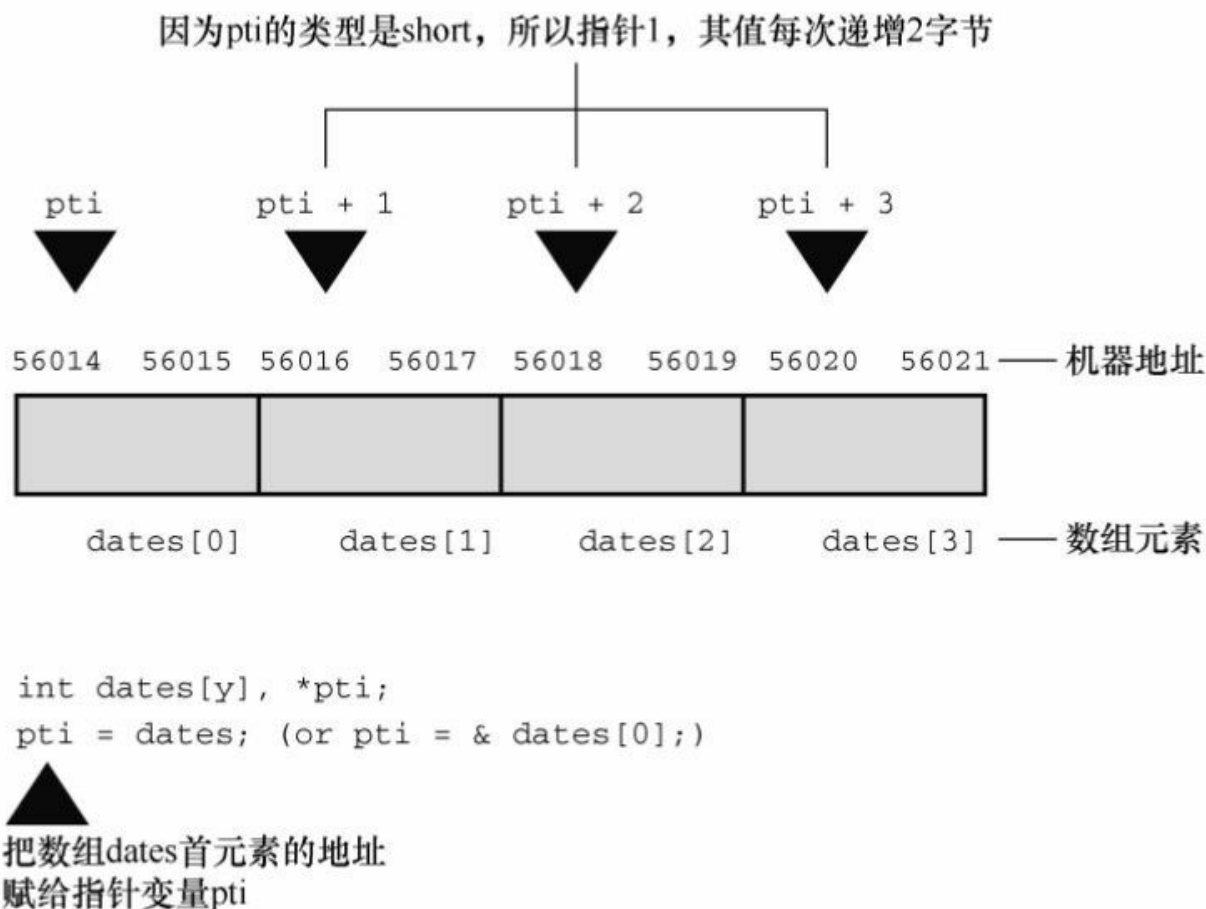 因为pti的类型是short，所以指针1，其值每次递增2字节
pti pti + 1 pti + 2 pti + 3
56014 56015 56016 56017 56018 56019 56020 56021 机器地址
dates[0] dates[1] dates[2] dates[3] 数组元素
int dates[y], *pti;
pti = dates; (or pti = & dates[0];)
把数组dates首元素的地址
赋给指针变量pti